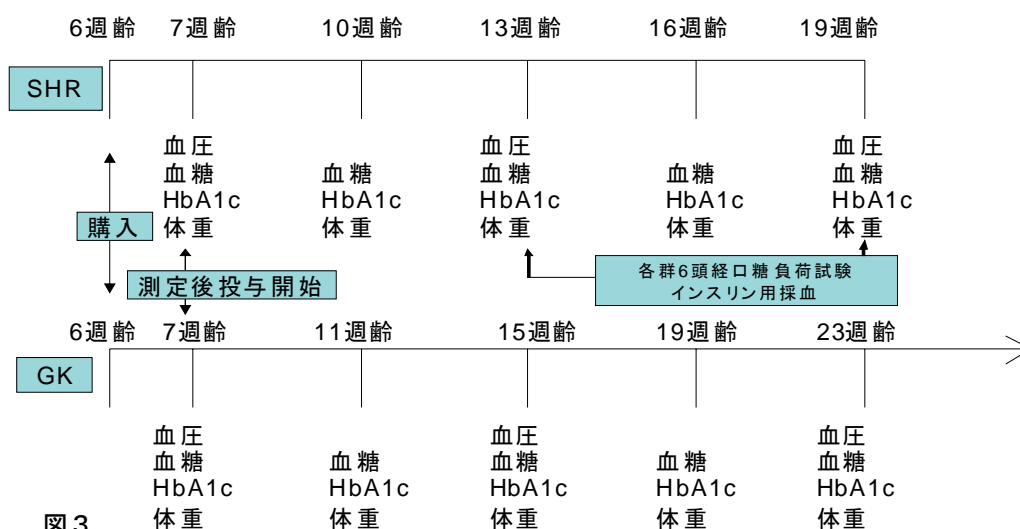 6週齢 7週齢 10週齢 13週齢 16週齢 19週齢
SHR
血圧
血糖
HbA1c
体重
血糖
HbA1c
体重
血圧
血糖
HbA1c
体重
血糖
HbA1c
体重
血圧
血糖
HbA1c
体重
購入
測定後投与開始
各群6頭経口糖負荷試験
インスリン用採血
6週齢 7週齢 11週齢 15週齢 19週齢 23週齢
GK
血圧
血糖
HbA1c
体重
血糖
HbA1c
体重
血圧
血糖
HbA1c
体重
血糖
HbA1c
体重
血圧
血糖
HbA1c
体重
図3